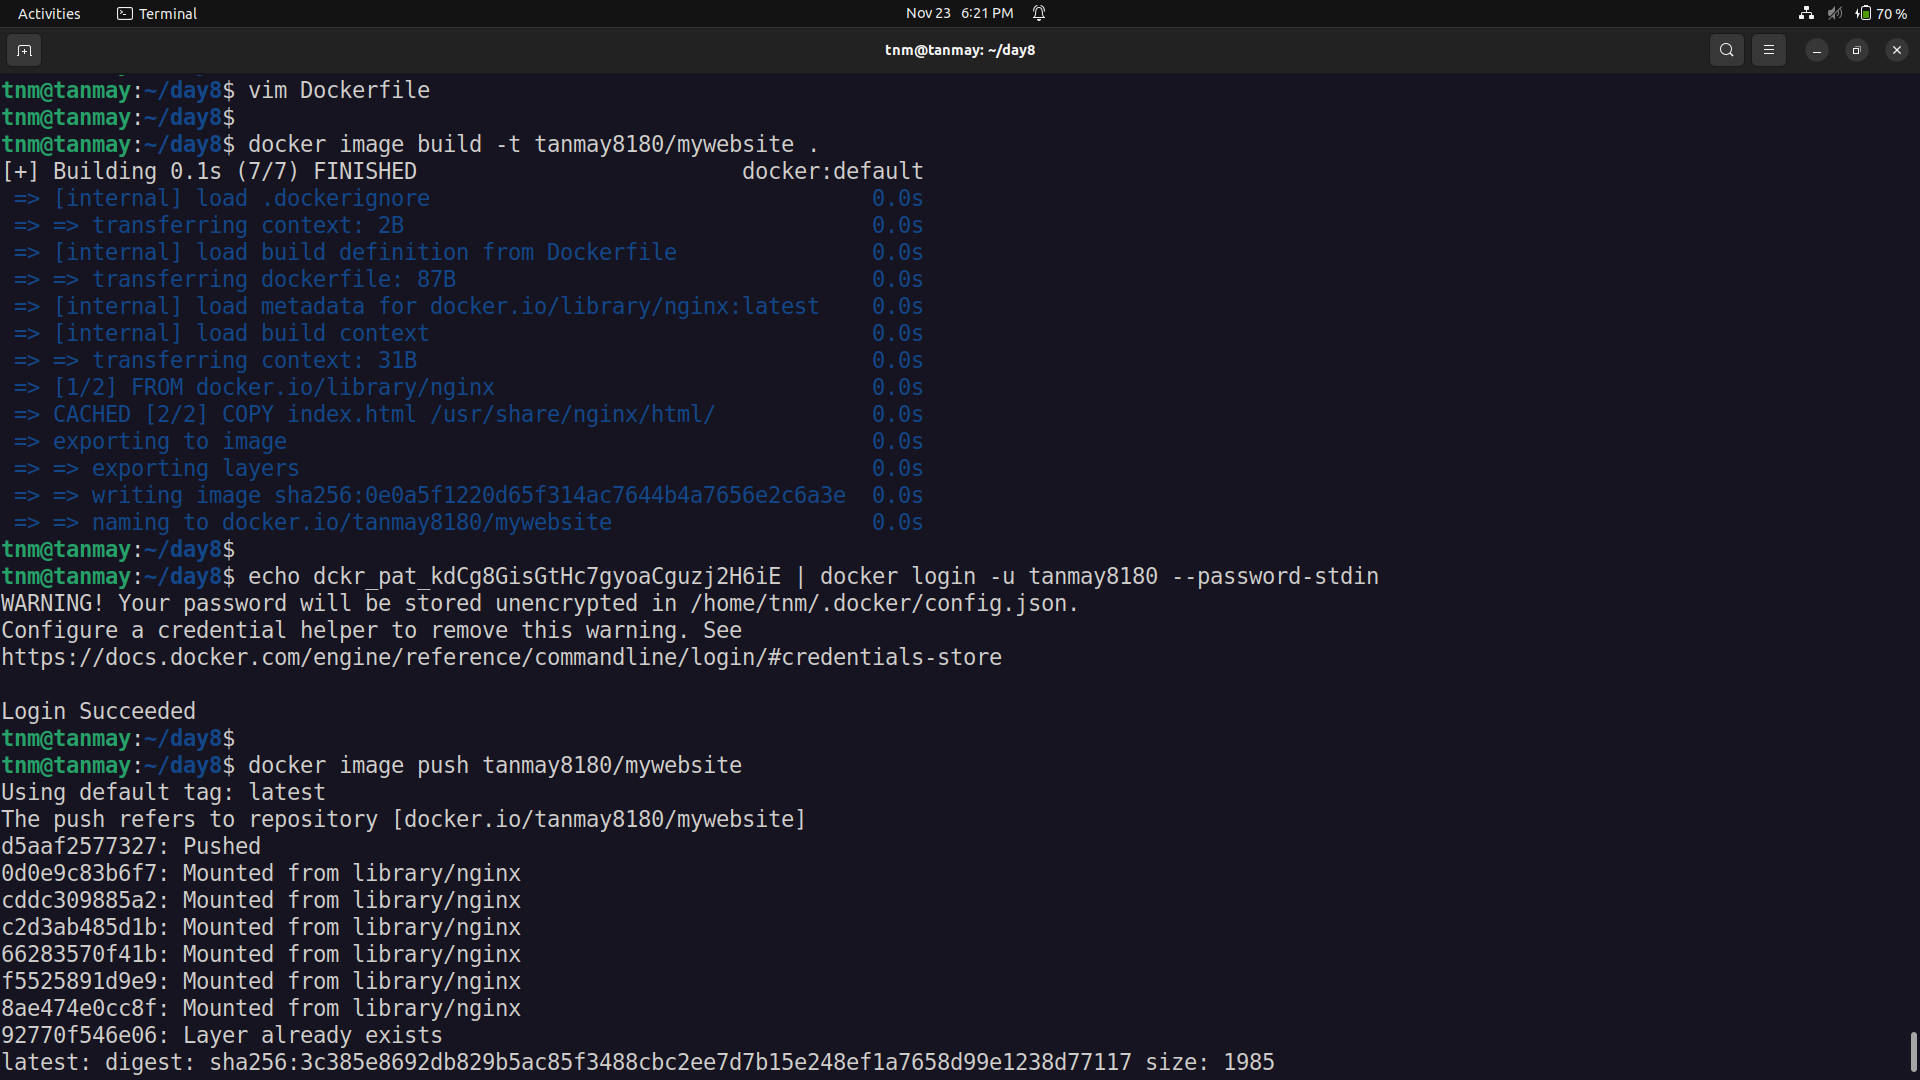 Activities Terminal Nov 23 6:21 PM 70 %
tnm@tanmay: ~/day8
tnm@tanmay:~/day8$ vim Dockerfile
tnm@tanmay:~/day8$
tnm@tanmay:~/day8$ docker image build -t tanmay8180/mywebsite .
[+] Building 0.1s (7/7) FINISHED docker:default
=> [internal] load .dockerignore 0.0s
=> => transferring context: 2B 0.0s
=> [internal] load build definition from Dockerfile 0.0s
=> => transferring dockerfile: 87B 0.0s
=> [internal] load metadata for docker.io/library/nginx:latest 0.0s
=> [internal] load build context 0.0s
=> => transferring context: 31B 0.0s
=> [1/2] FROM docker.io/library/nginx 0.0s
=> CACHED [2/2] COPY index.html /usr/share/nginx/html/ 0.0s
=> exporting to image 0.0s
=> => exporting layers 0.0s
=> => writing image sha256:0e0a5f1220d65f314ac7644b4a7656e2c6a3e 0.0s
=> => naming to docker.io/tanmay8180/mywebsite 0.0s
tnm@tanmay:~/day8$
tnm@tanmay:~/day8$ echo dckr_pat_kdCg8GisGtHc7gyoaCguzj2H6iE | docker login -u tanmay8180 --password-stdin
WARNING! Your password will be stored unencrypted in /home/tnm/.docker/config.json.
Configure a credential helper to remove this warning. See
https://docs.docker.com/engine/reference/commandline/login/#credentials-store
Login Succeeded
tnm@tanmay:~/day8$
tnm@tanmay:~/day8$ docker image push tanmay8180/mywebsite
Using default tag: latest
The push refers to repository [docker.io/tanmay8180/mywebsite]
d5aaf2577327: Pushed
0d0e9c83b6f7: Mounted from library/nginx
cddc309885a2: Mounted from library/nginx
c2d3ab485d1b: Mounted from library/nginx
66283570f41b: Mounted from library/nginx
f5525891d9e9: Mounted from library/nginx
8ae474e0cc8f: Mounted from library/nginx
92770f546e06: Layer already exists
latest: digest: sha256:3c385e8692db829b5ac85f3488cbc2ee7d7b15e248ef1a7658d99e1238d77117 size: 1985